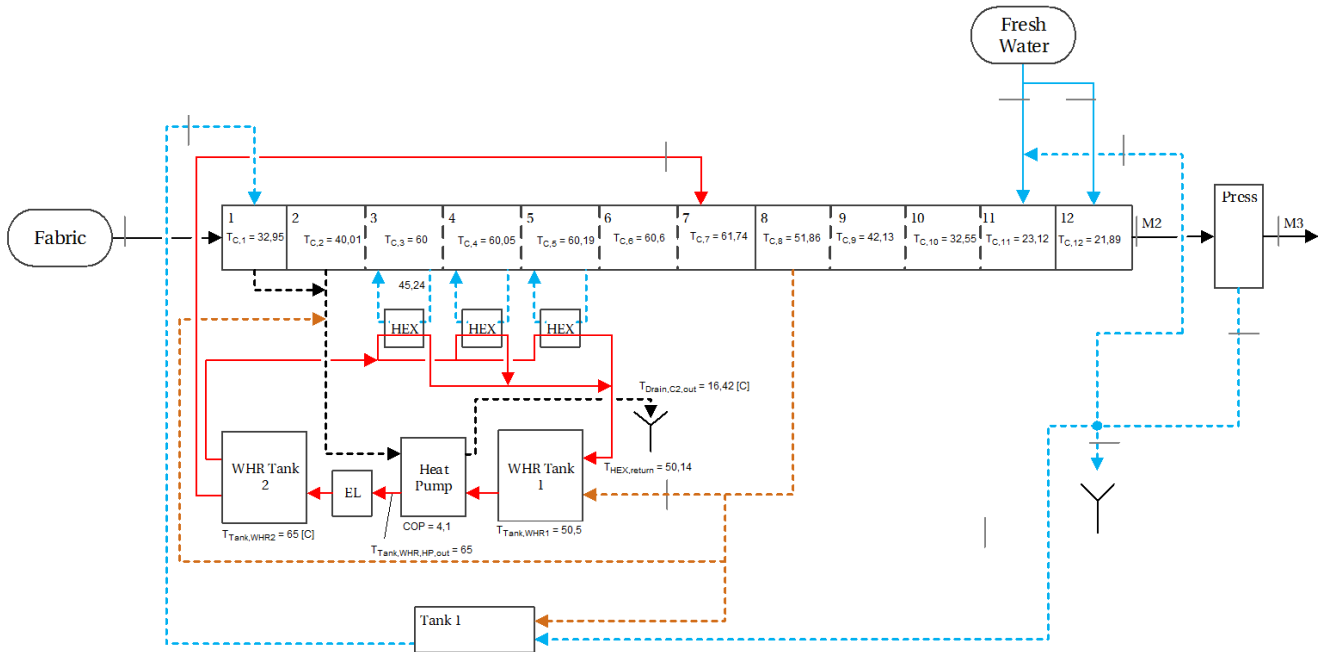 Fresh
Water
Fabric
1
2
3
4
5
6
7
8
9
10
11
12
T_C,1 = 32,95
T_C,2 = 40,01
T_C,3 = 60
T_C,4 = 60,05
T_C,5 = 60,19
T_C,6 = 60,6
T_C,7 = 61,74
T_C,8 = 51,86
T_C,9 = 42,13
T_C,10 = 32,55
T_C,11 = 23,12
T_C,12 = 21,89
M2
Press
M3
45,24
HEX
HEX
HEX
T_Drain,C2,out = 16,42 [C]
WHR Tank
2
EL
Heat
Pump
WHR Tank
1
T_HEX,return = 50,14
COP = 4,1
T_Tank,WHR2 = 65 [C]
T_Tank,WHR1 = 50,5
T_Tank,WHR,HP,out = 65
Tank 1